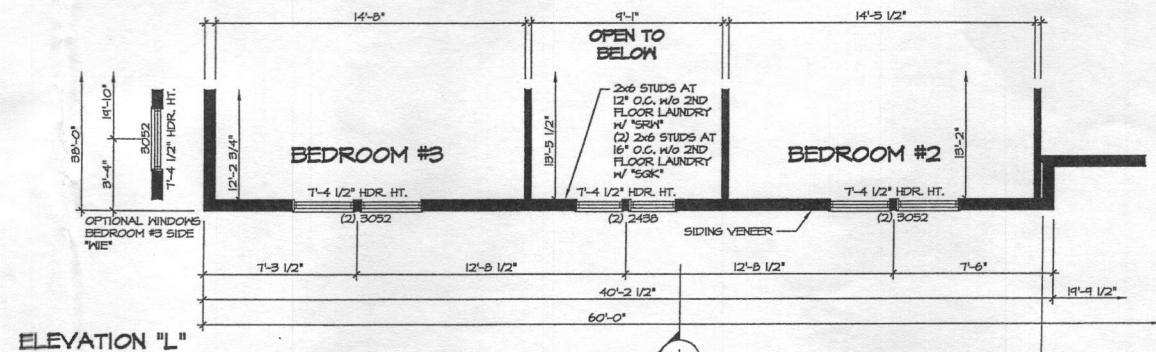 14'-8"
9'-1"
14'-5 1/2"
OPEN TO
BELOW
2x6 STUDS AT
12" O.C. W/O 2ND
FLOOR LAUNDRY
W/ "SRW"
(2) 2x6 STUDS AT
16" O.C. W/O 2ND
FLOOR LAUNDRY
W/ "SGK"
38'-0"
19'-10"
3'-4"
3052
7'-4 1/2" HDR. HT.
12'-2 3/4"
BEDROOM #3
13'-5 1/2"
BEDROOM #2
13'-2"
7'-4 1/2" HDR. HT.
7'-4 1/2" HDR. HT.
7'-4 1/2" HDR. HT.
(2) 3052
(2) 2438
(2) 3052
OPTIONAL WINDOWS
BEDROOM #3 SIDE
"WIE"
SIDING VENEER
7'-3 1/2"
12'-8 1/2"
12'-8 1/2"
7'-6"
40'-2 1/2"
19'-9 1/2"
60'-0"
ELEVATION "L"